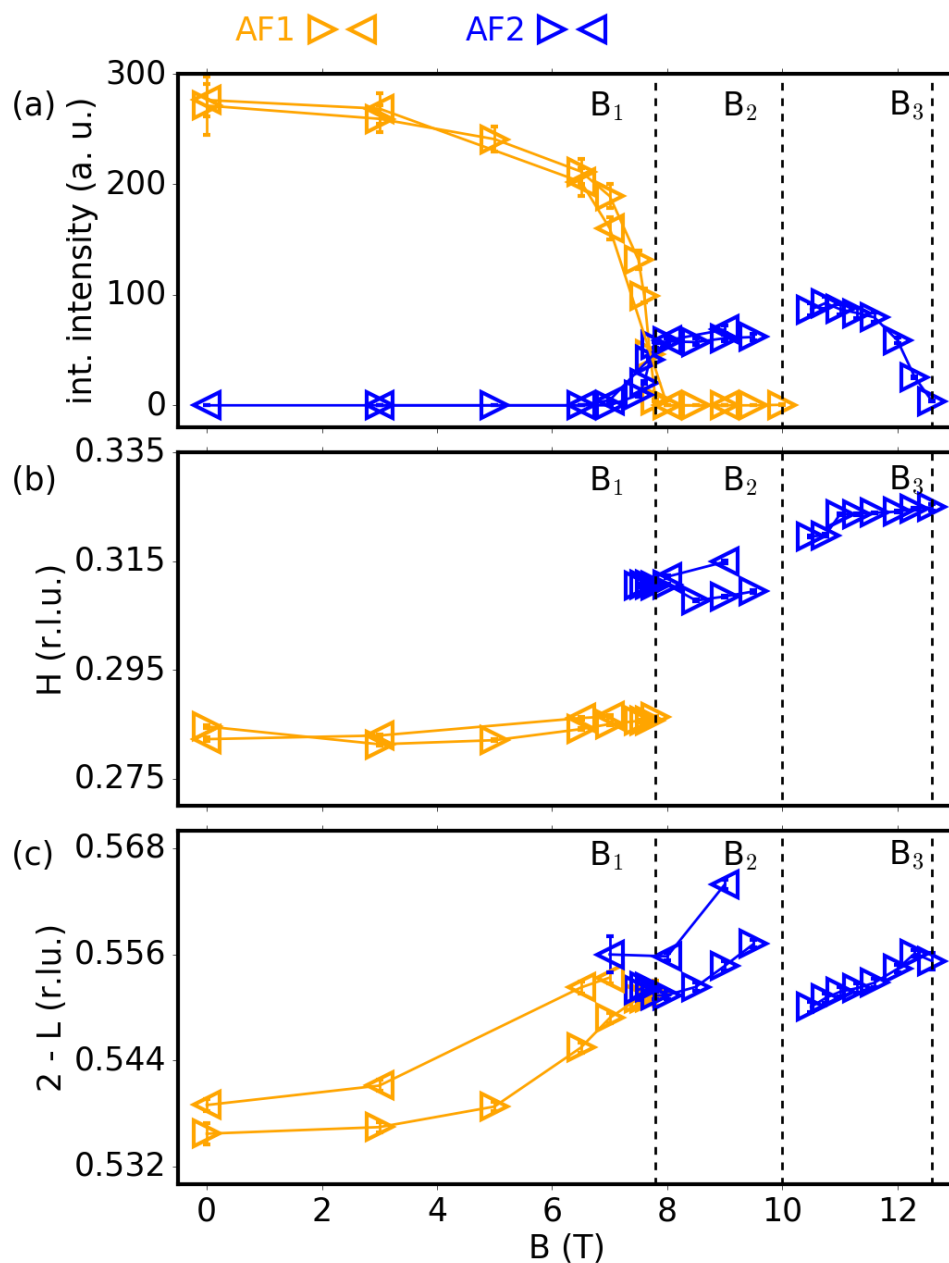 AF1 AF2
(a) 300 B₁ B₂ B₃
200
100
0
int. intensity (a. u.)
(b) 0.335 B₁ B₂ B₃
0.315
0.295
0.275
H (r.l.u.)
(c) 0.568 B₁ B₂ B₃
0.556
0.544
0.532
2 - L (r.lu.)
0 2 4 6 8 10 12
B (T)